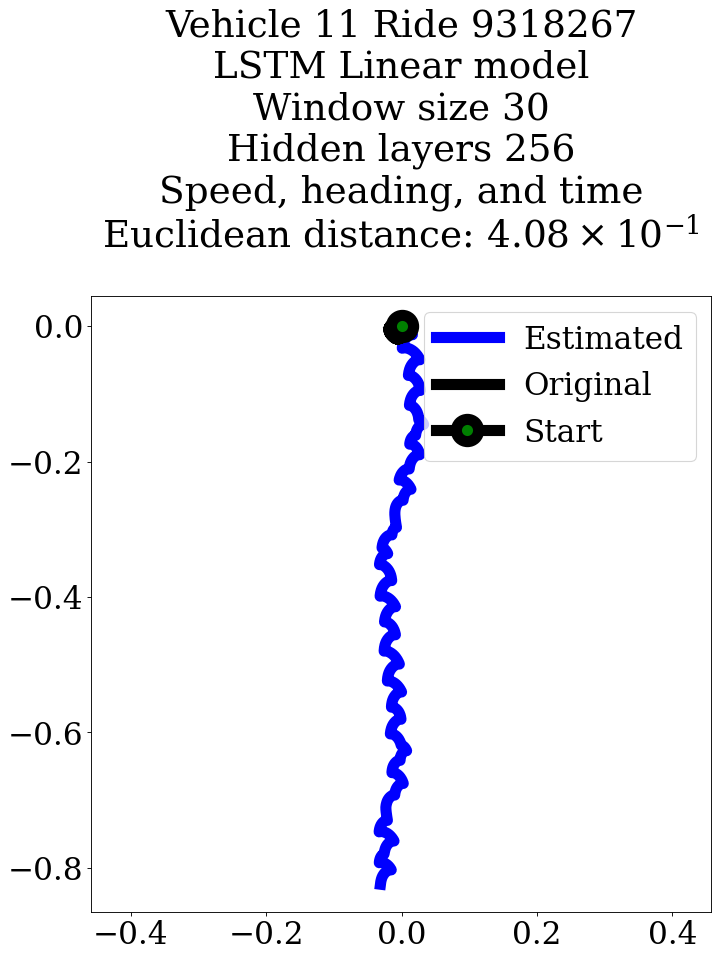 Vehicle 11 Ride 9318267
LSTM Linear model
Window size 30
Hidden layers 256
Speed, heading, and time
Euclidean distance: 4.08 × 10⁻¹
Estimated
Original
Start
0.0
−0.2
−0.4
−0.6
−0.8
−0.4
−0.2
0.0
0.2
0.4